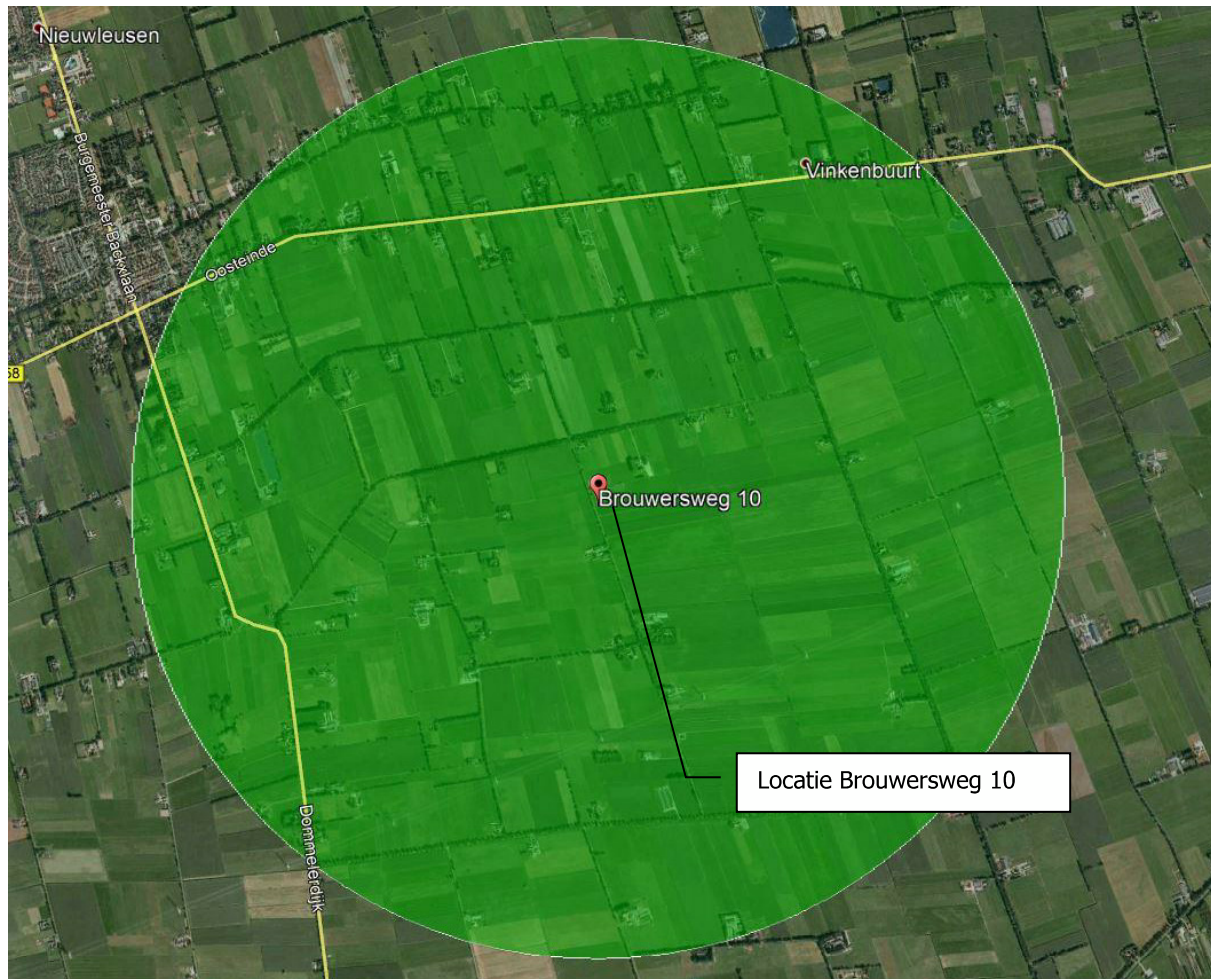 Nieuwleusen
Burgemeester Backxlaan
Vinkenbuurt
Oosteinde
58
Brouwersweg 10
Locatie Brouwersweg 10
Dommelerdijk